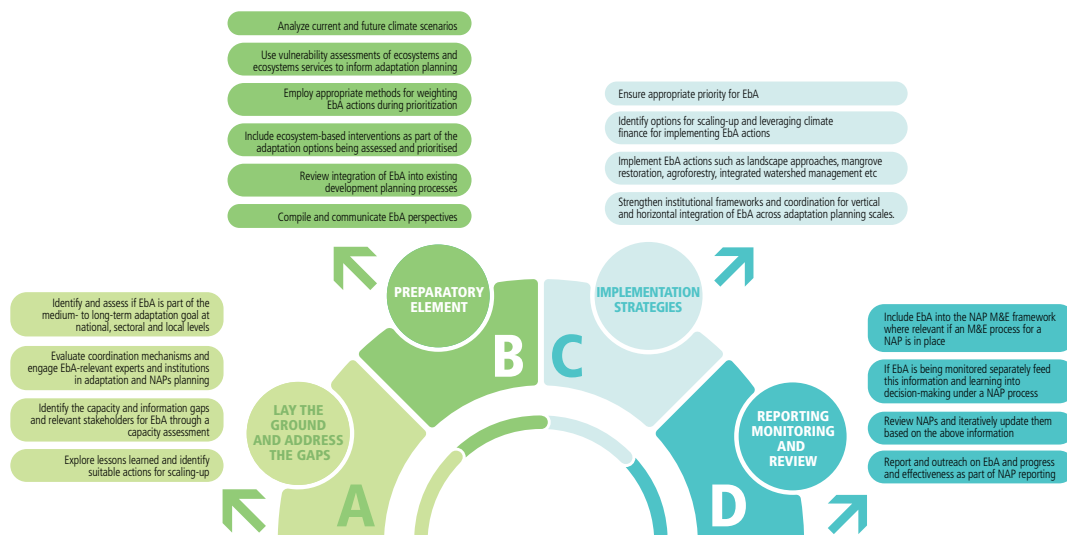 Analyze current and future climate scenarios
Use vulnerability assessments of ecosystems and
ecosystems services to inform adaptation planning
Employ appropriate methods for weighting
EbA actions during prioritization
Include ecosystem-based interventions as part of the
adaptation options being assessed and prioritised
Review integration of EbA into existing
development planning processes
Compile and communicate EbA perspectives
Ensure appropriate priority for EbA
Identify options for scaling-up and leveraging climate
finance for implementing EbA actions
Implement EbA actions such as landscape approaches, mangrove
restoration, agroforestry, integrated watershed management etc
Strengthen institutional frameworks and coordination for vertical
and horizontal integration of EbA across adaptation planning scales.
PREPARATORY
ELEMENT
B
IMPLEMENTATION
STRATEGIES
C
Identify and assess if EbA is part of the
medium- to long-term adaptation goal at
national, sectoral and local levels
Evaluate coordination mechanisms and
engage EbA-relevant experts and institutions
in adaptation and NAPs planning
Identify the capacity and information gaps
and relevant stakeholders for EbA through a
capacity assessment
Explore lessons learned and identify
suitable actions for scaling-up
LAY THE
GROUND
AND ADDRESS
THE GAPS
A
REPORTING
MONITORING
AND
REVIEW
D
Include EbA into the NAP M&E framework
where relevant if an M&E process for a
NAP is in place
If EbA is being monitored separately feed
this information and learning into
decision-making under a NAP process
Review NAPs and iteratively update them
based on the above information
Report and outreach on EbA and progress
and effectiveness as part of NAP reporting